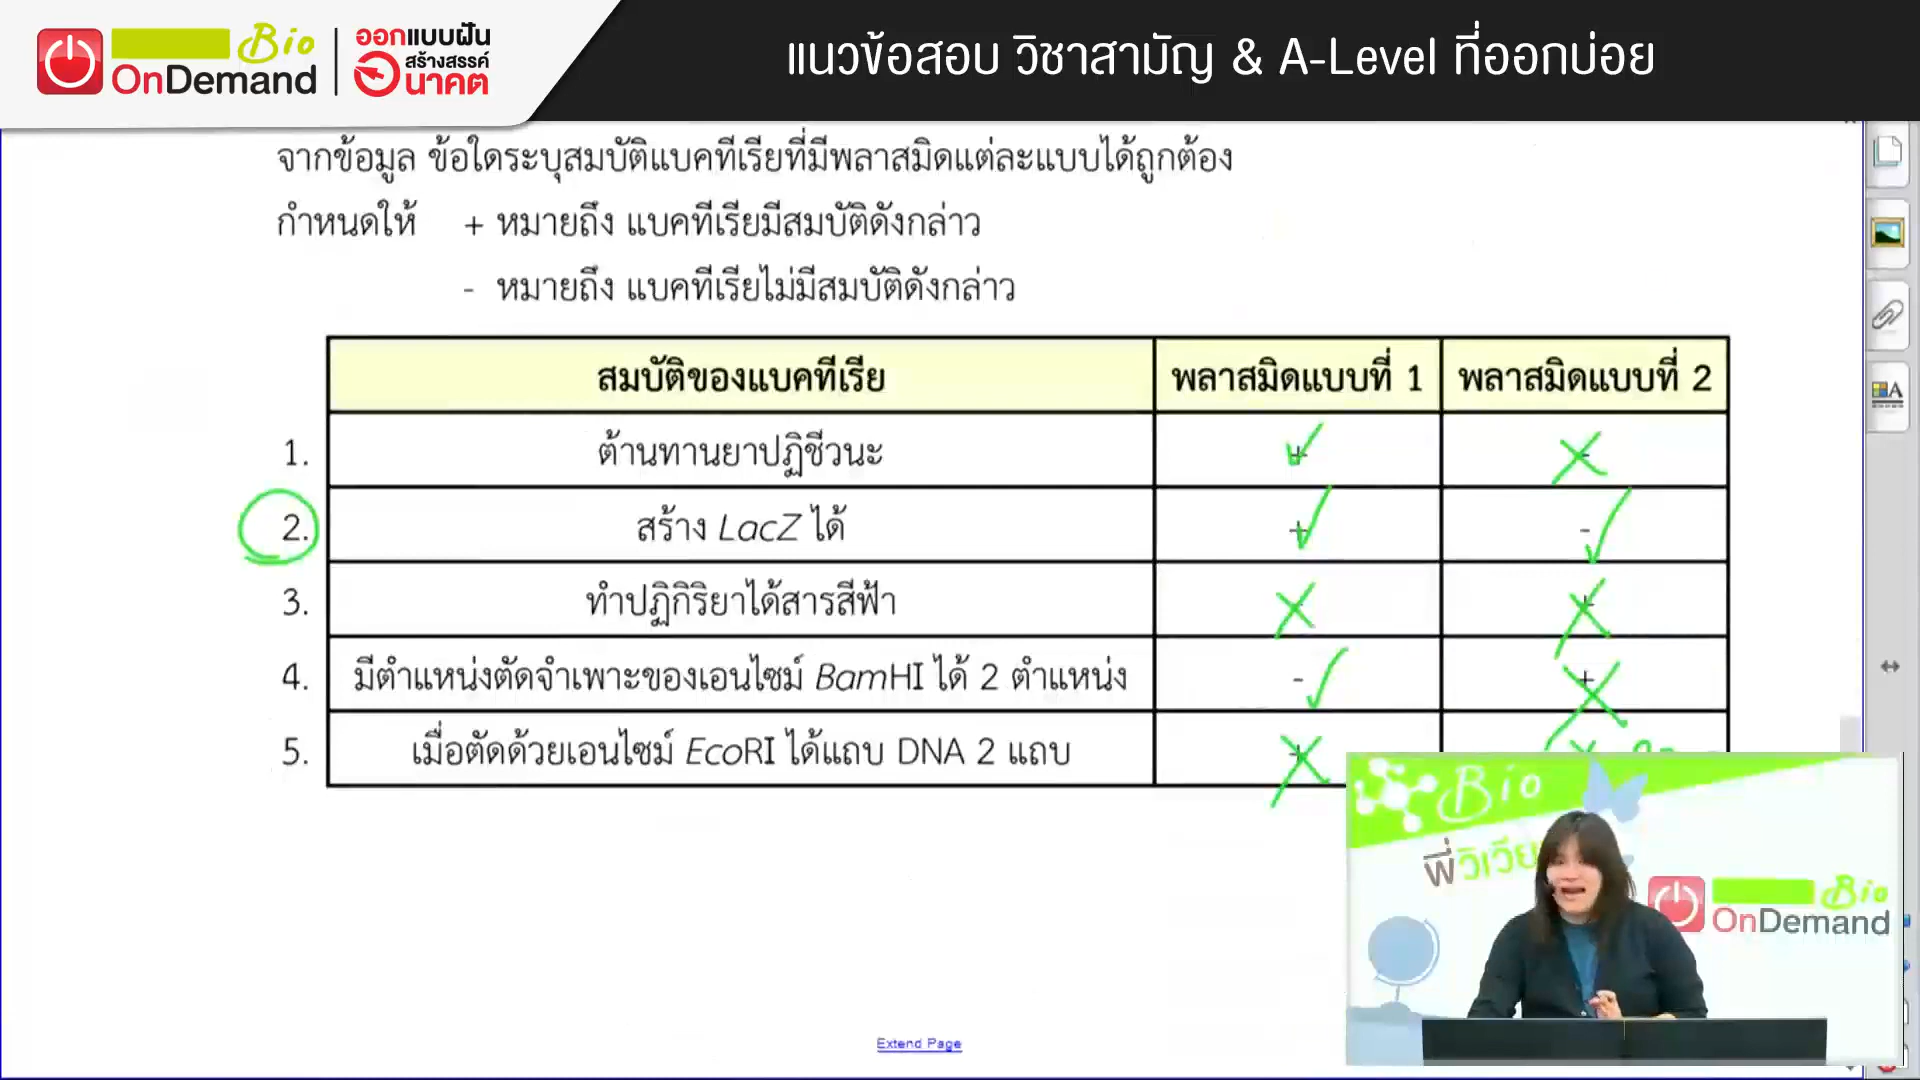 Bio
OnDemand
ออกแบบฝัน
สร้างสรรค์
อนาคต
แนวข้อสอบ วิชาสามัญ & A-Level ที่ออกบ่อย
จากข้อมูล ข้อใดระบุสมบัติแบคทีเรียที่มีพลาสมิดแต่ละแบบได้ถูกต้อง
กำหนดให้ + หมายถึง แบคทีเรียมีสมบัติดังกล่าว
- หมายถึง แบคทีเรียไม่มีสมบัติดังกล่าว
สมบัติของแบคทีเรีย พลาสมิดแบบที่ 1 พลาสมิดแบบที่ 2
1. ต้านทานยาปฏิชีวนะ +
2. สร้าง LacZ ได้ + -
3. ทำปฏิกิริยาได้สารสีฟ้า +
4. มีตำแหน่งตัดจำเพาะของเอนไซม์ BamHI ได้ 2 ตำแหน่ง - +
5. เมื่อตัดด้วยเอนไซม์ EcoRI ได้แถบ DNA 2 แถบ +
Bio
พี่วิเวีย
Bio
OnDemand
Extend Page